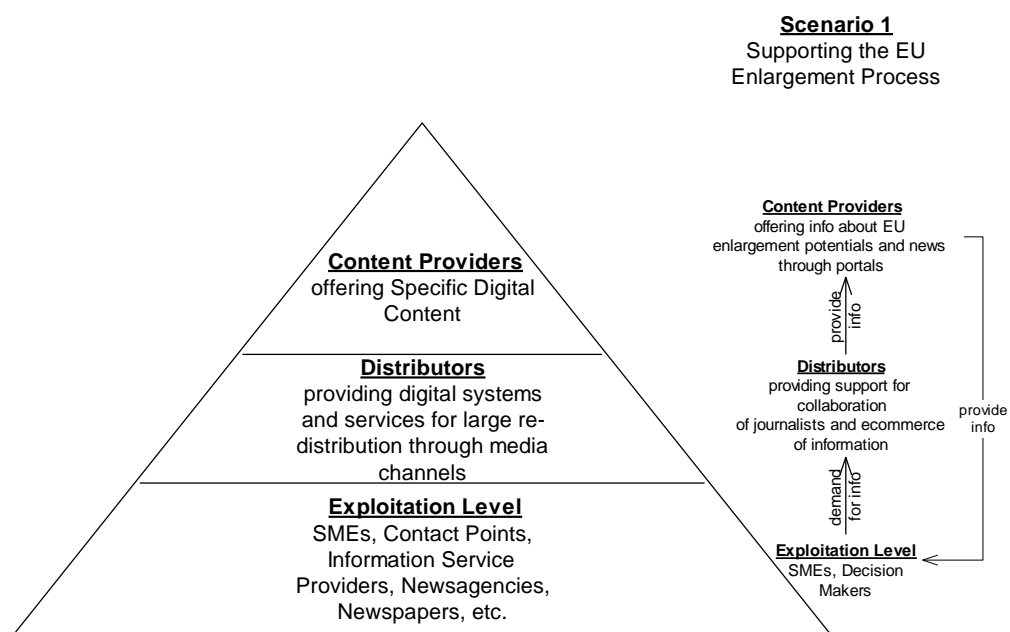 Scenario 1
Supporting the EU
Enlargement Process
Content Providers
offering Specific Digital
Content
Distributors
providing digital systems
and services for large re-
distribution through media
channels
Exploitation Level
SMEs, Contact Points,
Information Service
Providers, Newsagencies,
Newspapers, etc.
Content Providers
offering info about EU
enlargement potentials and news
through portals
provide
info
Distributors
providing support for
collaboration
of journalists and ecommerce
of information
demand
for info
Exploitation Level
SMEs, Decision
Makers
provide
info